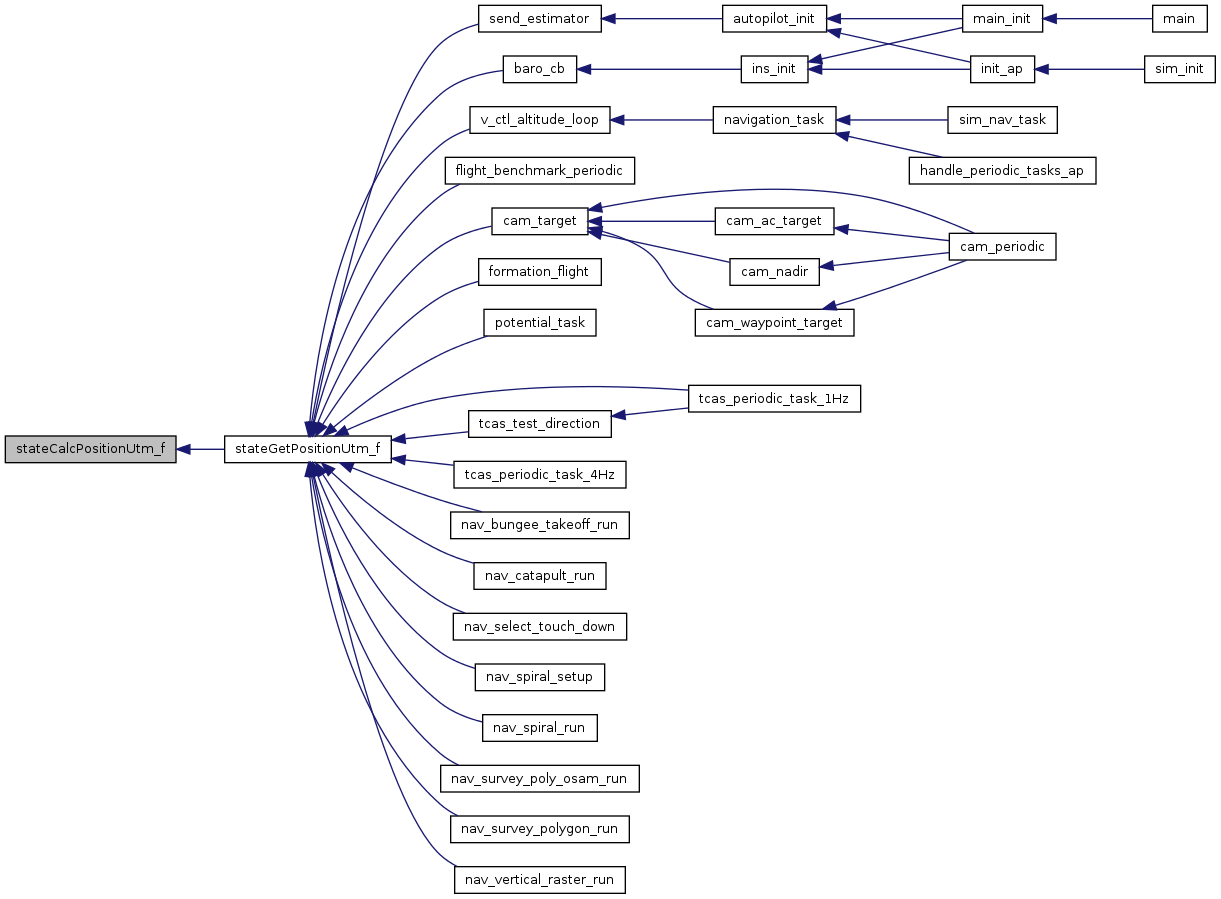 send_estimator
autopilot_init
main_init
main
baro_cb
ins_init
init_ap
sim_init
v_ctl_altitude_loop
navigation_task
sim_nav_task
flight_benchmark_periodic
handle_periodic_tasks_ap
cam_target
cam_ac_target
cam_periodic
formation_flight
cam_nadir
potential_task
cam_waypoint_target
tcas_periodic_task_1Hz
tcas_test_direction
stateCalcPositionUtm_f
stateGetPositionUtm_f
tcas_periodic_task_4Hz
nav_bungee_takeoff_run
nav_catapult_run
nav_select_touch_down
nav_spiral_setup
nav_spiral_run
nav_survey_poly_osam_run
nav_survey_polygon_run
nav_vertical_raster_run